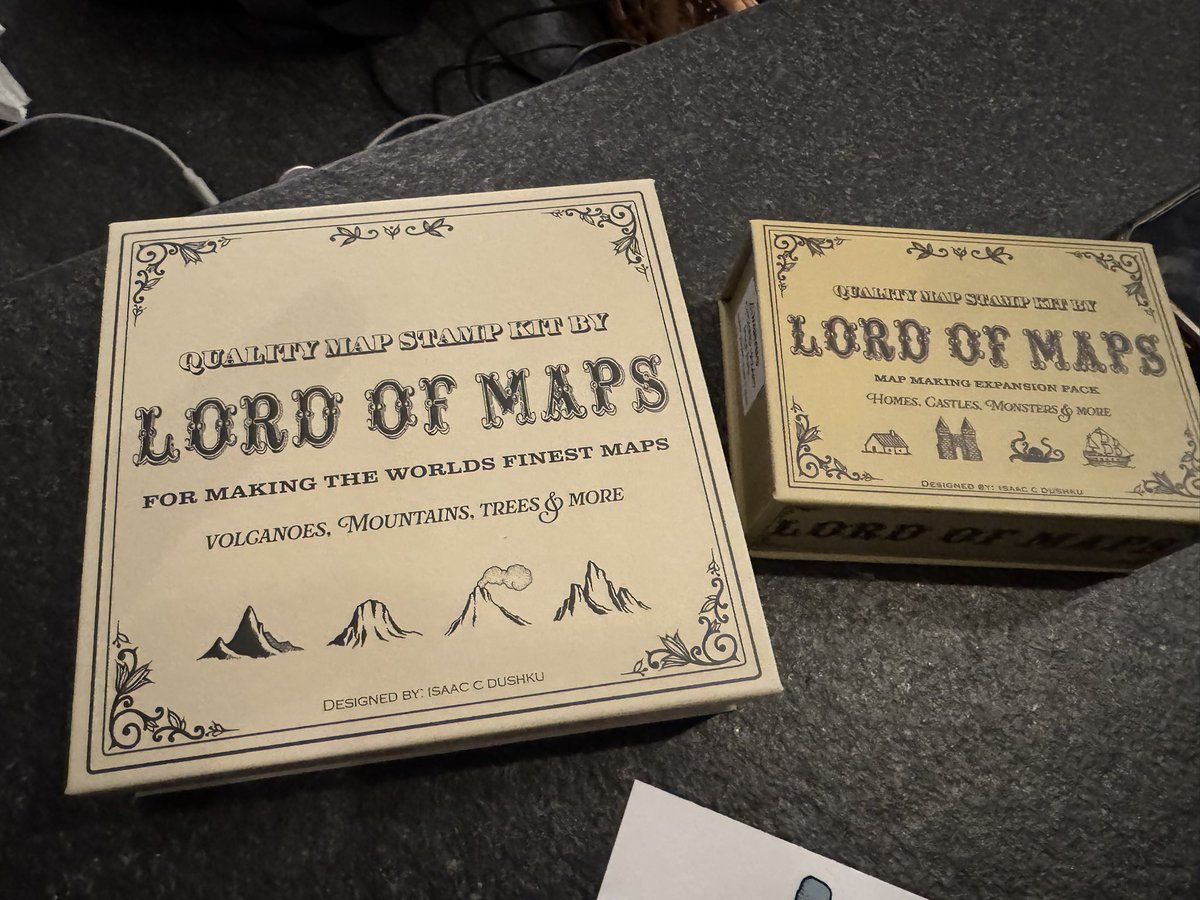 QUALITY MAP STAMP KIT BY
LORD OF MAPS
FOR MAKING THE WORLDS FINEST MAPS
VOLCANOES, MOUNTAINS, TREES & MORE
DESIGNED BY: ISAAC C DUSHKU
QUALITY MAP STAMP KIT BY
LORD OF MAPS
MAP MAKING EXPANSION PACK
HOMES, CASTLES, MONSTERS & MORE
DESIGNED BY: ISAAC C DUSHKU
LORD OF MAPS